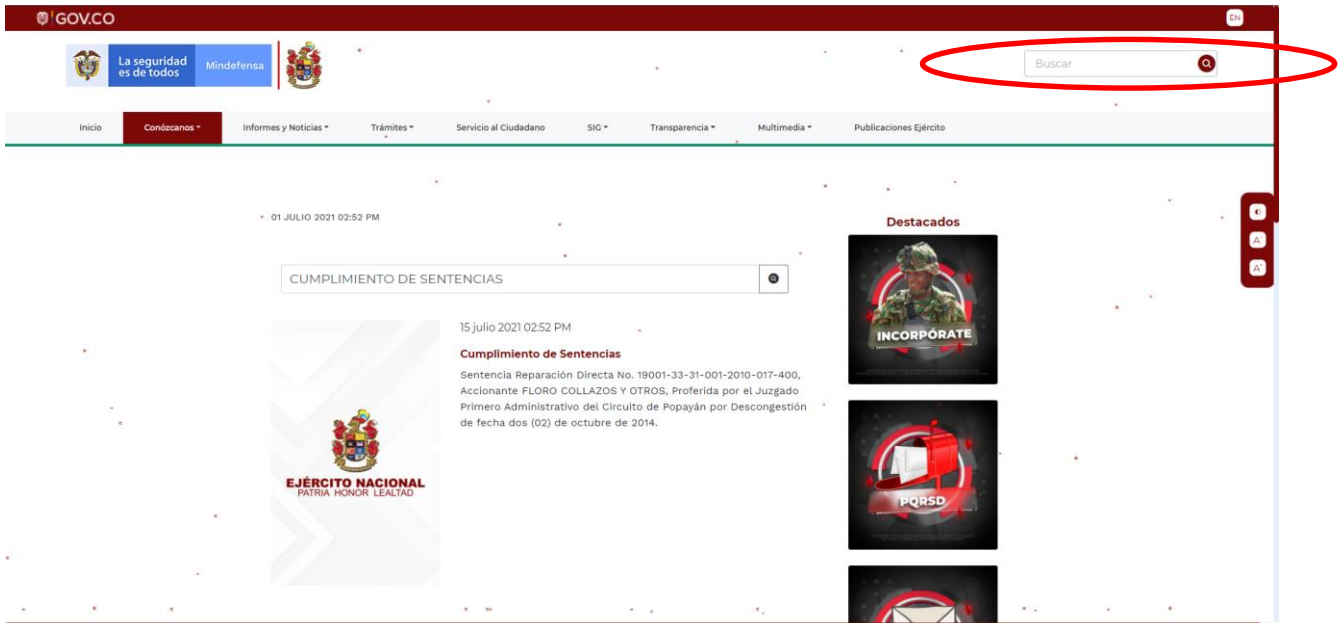 GOV.CO
EN
La seguridad
es de todos
Mindefensa
Buscar
Inicio
Conózcanos
Informes y Noticias
Trámites
Servicio al Ciudadano
SIG
Transparencia
Multimedia
Publicaciones Ejército
01 JULIO 2021 02:52 PM
CUMPLIMIENTO DE SENTENCIAS
15 julio 2021 02:52 PM
Cumplimiento de Sentencias
Sentencia Reparación Directa No. 19001-33-31-001-2010-017-400,
Accionante FLORO COLLAZOS Y OTROS, Proferida por el Juzgado
Primero Administrativo del Circuito de Popayán por Descongestión
de fecha dos (02) de octubre de 2014.
EJÉRCITO NACIONAL
PATRIA HONOR LEALTAD
Destacados
INCORPÓRATE
PQRSD